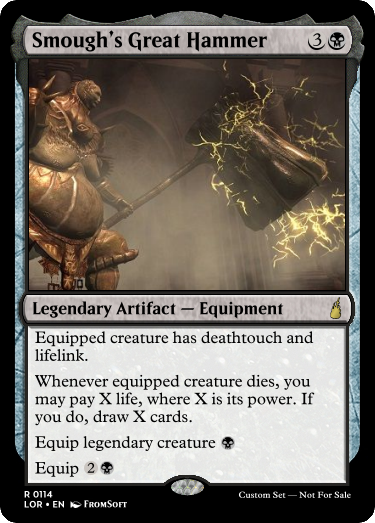 Smough's Great Hammer 3
Legendary Artifact — Equipment
Equipped creature has deathtouch and
lifelink.
Whenever equipped creature dies, you
may pay X life, where X is its power. If
you do, draw X cards.
Equip legendary creature
Equip 2
R 0114
LOR • EN FromSoft
Custom Set — Not For Sale